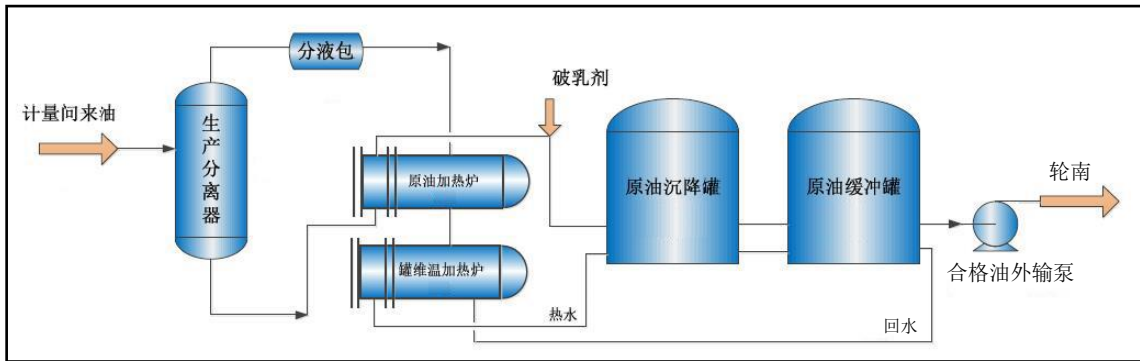 分液包
破乳剂
计量问来油
生产分离器
原油加热炉
原油沉降罐
原油缓冲罐
轮南
罐维温加热炉
合格油外输泵
热水
回水